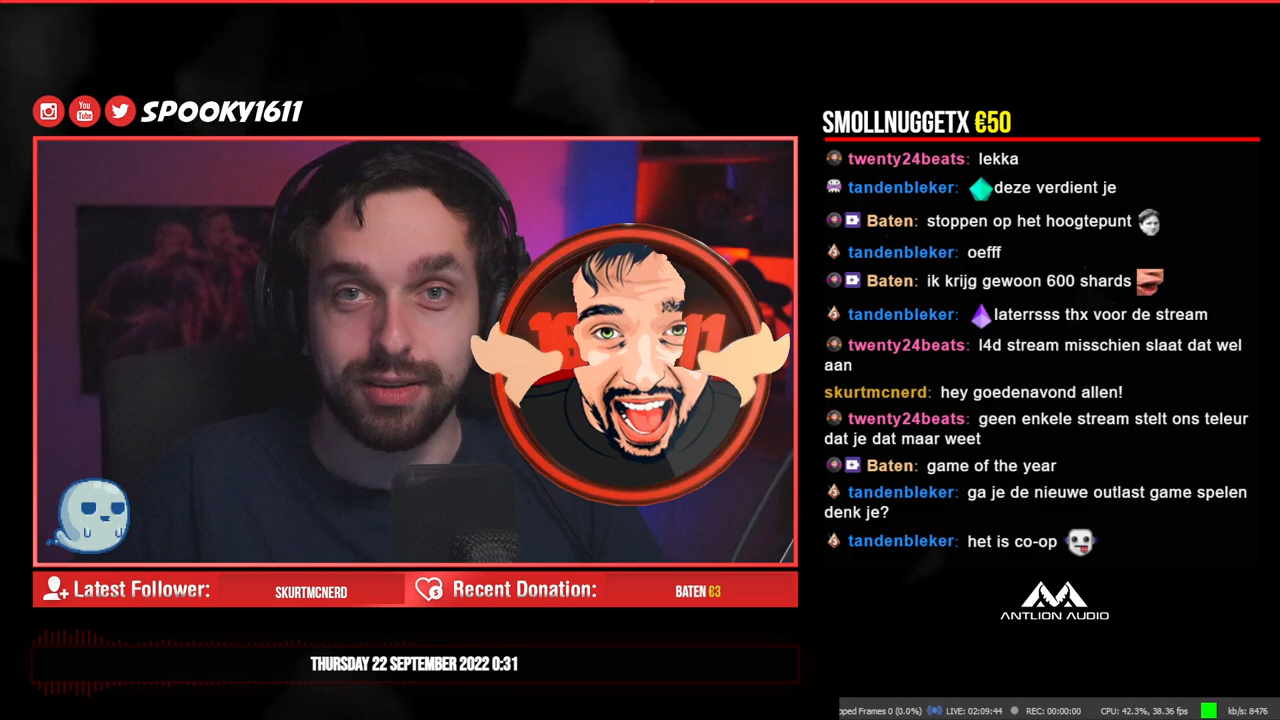 You
Tube
SPOOKY1611
SMOLLNUGGETX €50
twenty24beats: lekka
tandenbleker: deze verdient je
Baten: stoppen op het hoogtepunt
tandenbleker: oefff
Baten: ik krijg gewoon 600 shards
tandenbleker: laterrsss thx voor de stream
twenty24beats: l4d stream misschien slaat dat wel
aan
skurtmcnerd: hey goedenavond allen!
twenty24beats: geen enkele stream stelt ons teleur
dat je dat maar weet
Baten: game of the year
tandenbleker: ga je de nieuwe outlast game spelen
denk je?
tandenbleker: het is co-op
Latest Follower: SKURTMCNERD Recent Donation: BATEN €3
ANTLION AUDIO
THURSDAY 22 SEPTEMBER 2022 0:31
pped Frames 0 (0.0%) LIVE: 02:09:44 REC: 00:00:00 CPU: 42.3%, 38.36 fps kb/s: 8476